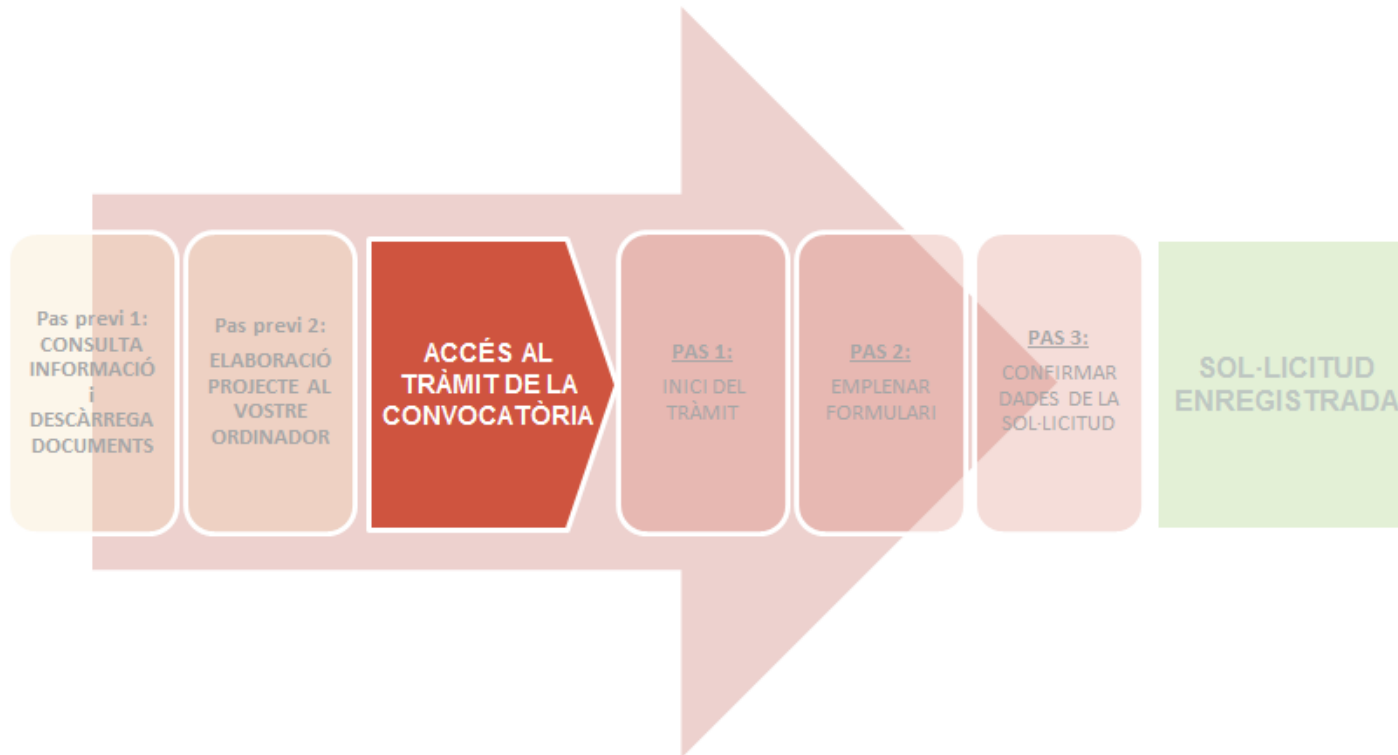 Pas previ 1:
CONSULTA
INFORMACIÓ
i
DESCÀRREGA
DOCUMENTS
Pas previ 2:
ELABORACIÓ
PROJECTE AL
VOSTRE
ORDINADOR
ACCÉS AL
TRÀMIT DE LA
CONVOCATÒRIA
PAS 1:
INICI DEL
TRÀMIT
PAS 2:
EMPLENAR
FORMULARI
PAS 3:
CONFIRMAR
DADES DE LA
SOL·LICITUD
SOL·LICITUD
ENREGISTRADA